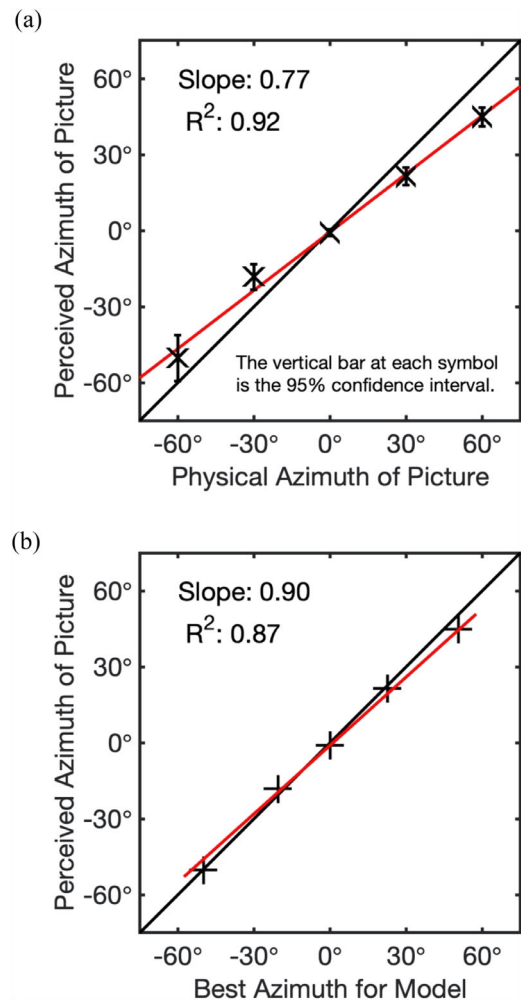 (a)
Slope: 0.77
R²: 0.92
60°
30°
0°
-30°
-60°
Perceived Azimuth of Picture
The vertical bar at each symbol
is the 95% confidence interval.
-60° -30° 0° 30° 60°
Physical Azimuth of Picture
(b)
Slope: 0.90
R²: 0.87
60°
30°
0°
-30°
-60°
Perceived Azimuth of Picture
-60° -30° 0° 30° 60°
Best Azimuth for Model